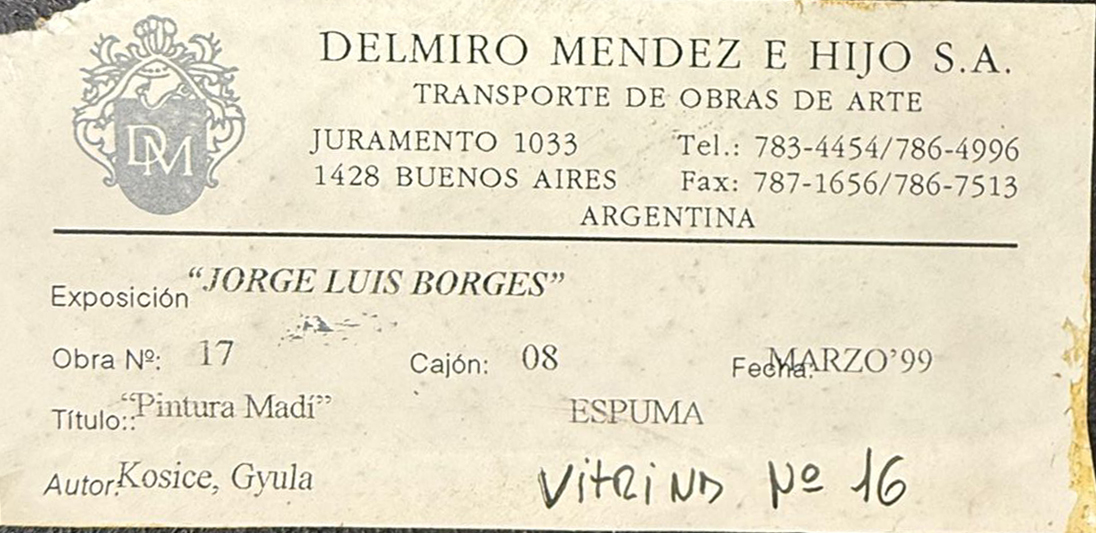 DM
DELMIRO MENDEZ E HIJO S.A.
TRANSPORTE DE OBRAS DE ARTE
JURAMENTO 1033 Tel.: 783-4454/786-4996
1428 BUENOS AIRES Fax: 787-1656/786-7513
ARGENTINA
Exposición "JORGE LUIS BORGES"
Obra Nº: 17 Cajón: 08 Fecha: MARZO'99
Título: "Pintura Madí" ESPUMA
Autor: Kosice, Gyula VitRiNA Nº 16